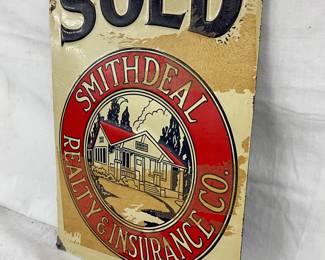 SOLD
SMITHDEAL
REALTY & INSURANCE CO.